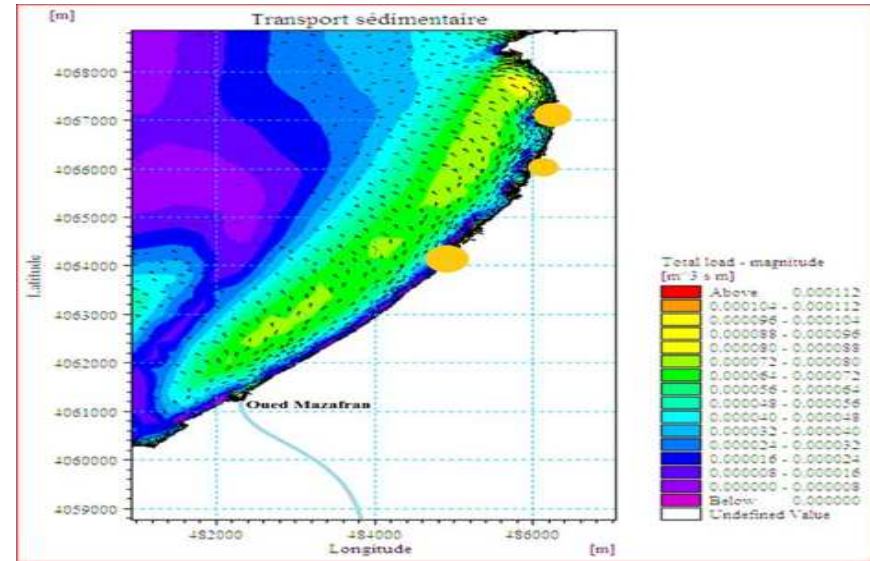 [m]
Transport sédimentaire
4068000
4067000
4066000
4065000
4064000
4063000
4062000
4061000
4060000
4059000
Latitude
Oued Mazafran
482000
484000
486000
Longitude
[m]
Total load - magnitude
[m^3 s m]
Above 0.000112
0.000104 - 0.000112
0.000096 - 0.000104
0.000088 - 0.000096
0.000080 - 0.000088
0.000072 - 0.000080
0.000064 - 0.000072
0.000056 - 0.000064
0.000048 - 0.000056
0.000040 - 0.000048
0.000032 - 0.000040
0.000024 - 0.000032
0.000016 - 0.000024
0.000008 - 0.000016
0.000000 - 0.000008
Below 0.000000
Undefined Value